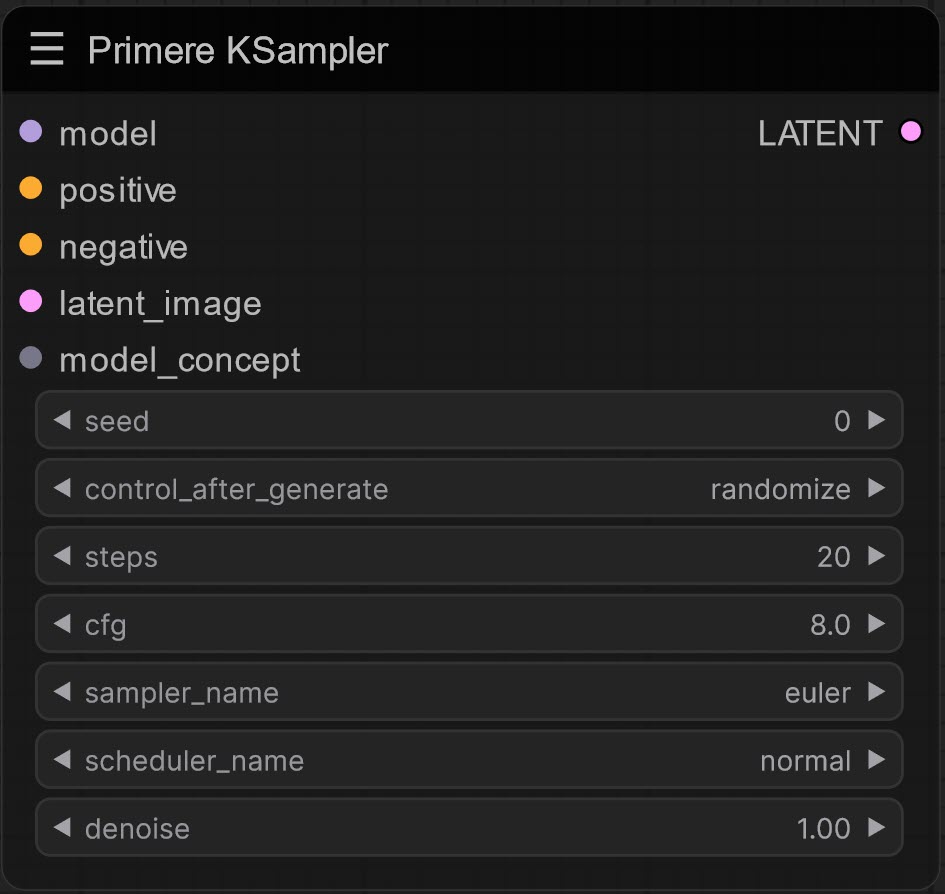 Primere KSampler
model LATENT
positive
negative
latent_image
model_concept
seed 0
control_after_generate randomize
steps 20
cfg 8.0
sampler_name euler
scheduler_name normal
denoise 1.00